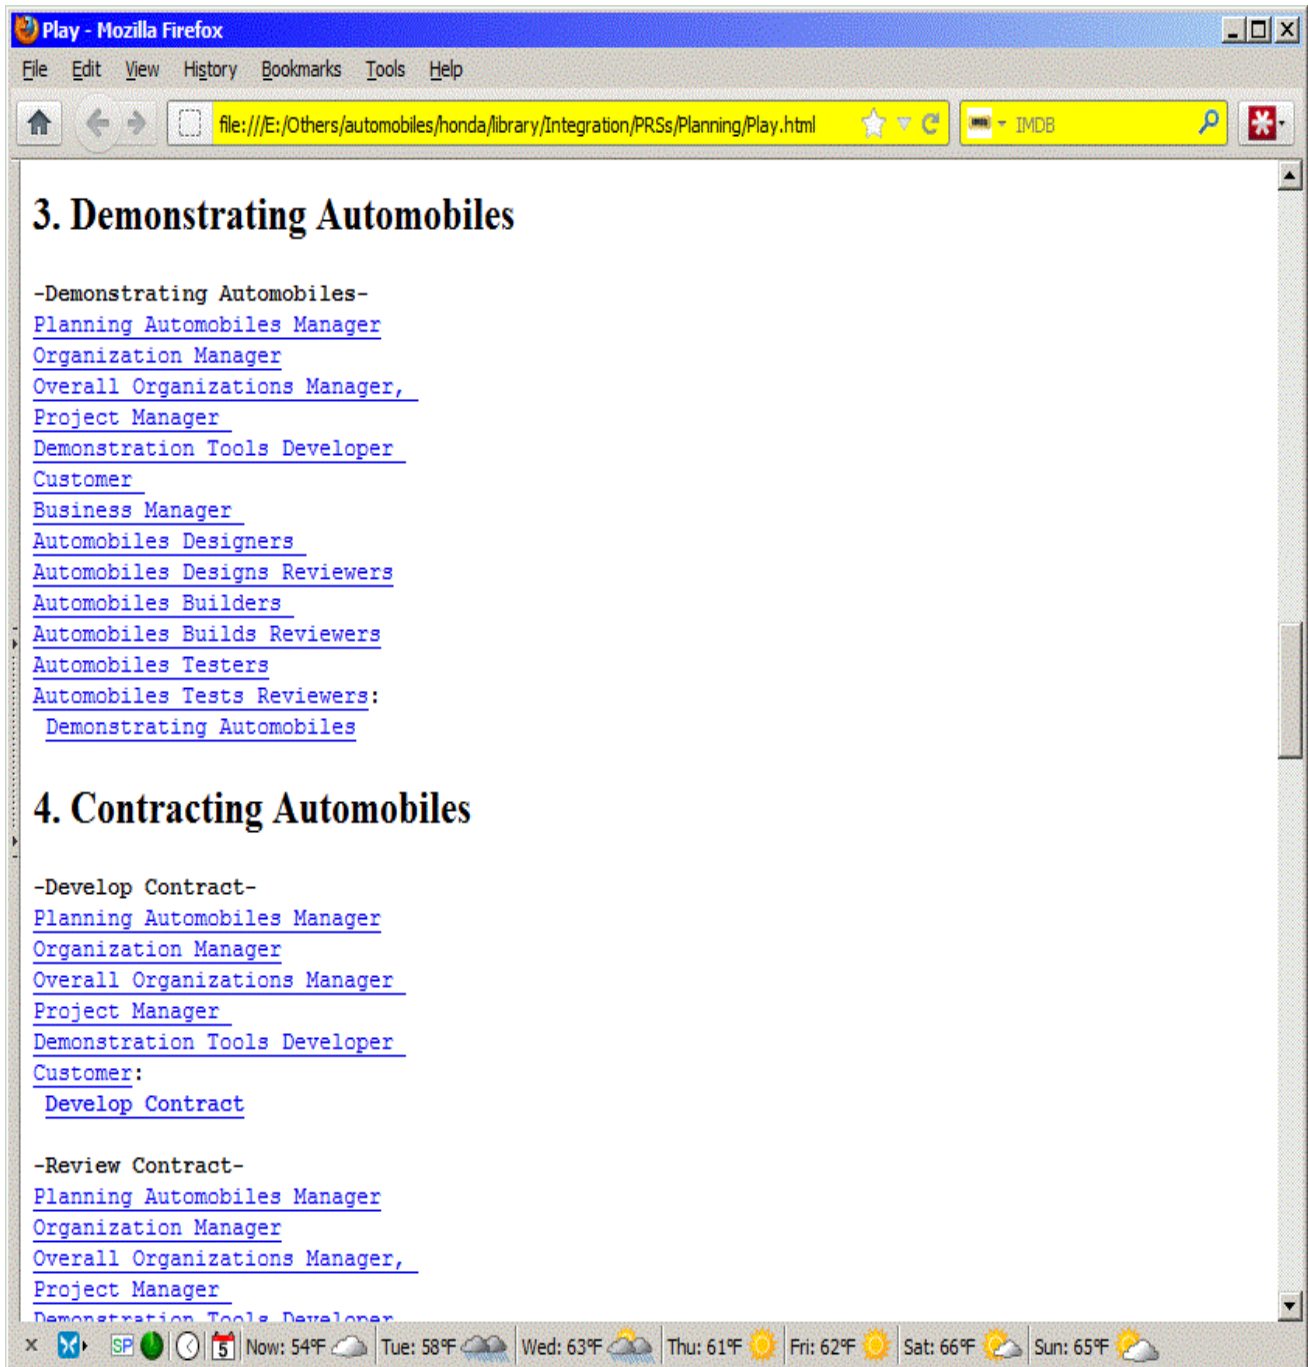 Play - Mozilla Firefox
File Edit View History Bookmarks Tools Help
file:///E:/Others/automobiles/honda/library/Integration/PRSs/Planning/Play.html IMDB
3. Demonstrating Automobiles
-Demonstrating Automobiles-
Planning Automobiles Manager
Organization Manager
Overall Organizations Manager,
Project Manager
Demonstration Tools Developer
Customer
Business Manager
Automobiles Designers
Automobiles Designs Reviewers
Automobiles Builders
Automobiles Builds Reviewers
Automobiles Testers
Automobiles Tests Reviewers:
Demonstrating Automobiles
4. Contracting Automobiles
-Develop Contract-
Planning Automobiles Manager
Organization Manager
Overall Organizations Manager
Project Manager
Demonstration Tools Developer
Customer:
Develop Contract
-Review Contract-
Planning Automobiles Manager
Organization Manager
Overall Organizations Manager,
Project Manager
Demonstration Tools Developer
SP 5 Now: 54°F Tue: 58°F Wed: 63°F Thu: 61°F Fri: 62°F Sat: 66°F Sun: 65°F